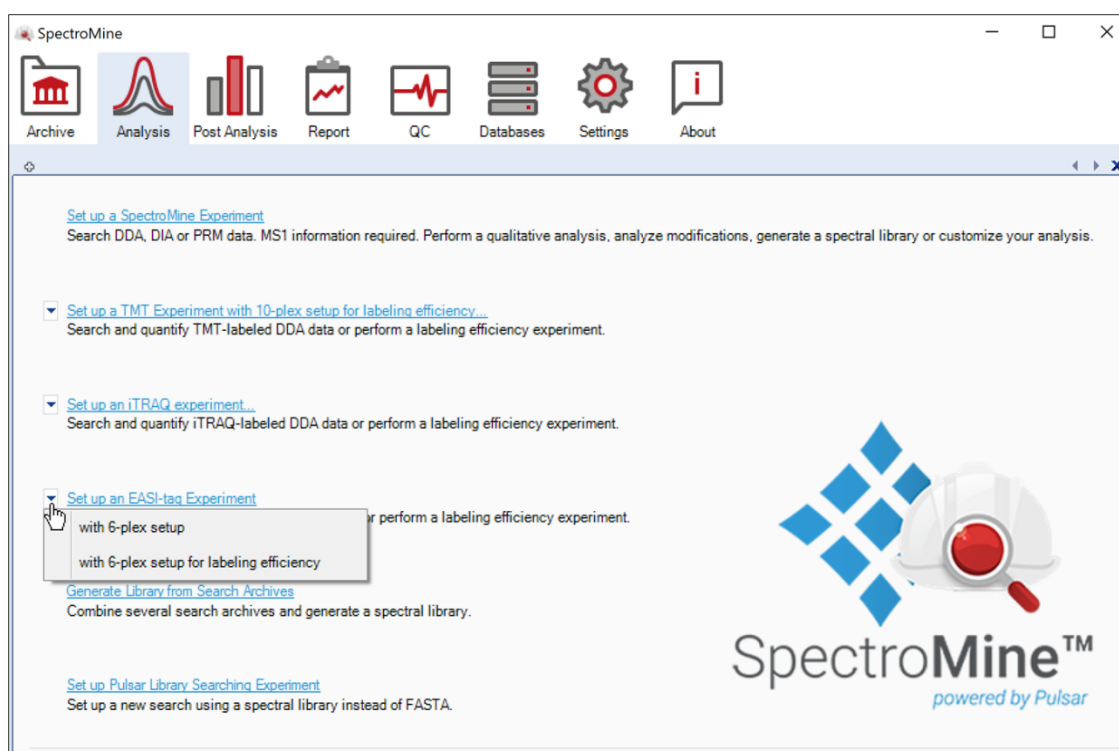 SpectroMine
Archive Analysis Post Analysis Report QC Databases Settings About
Set up a SpectroMine Experiment
Search DDA, DIA or PRM data. MS1 information required. Perform a qualitative analysis, analyze modifications, generate a spectral library or customize your analysis.
Set up a TMT Experiment with 10-plex setup for labeling efficiency...
Search and quantify TMT-labeled DDA data or perform a labeling efficiency experiment.
Set up an iTRAQ experiment...
Search and quantify iTRAQ-labeled DDA data or perform a labeling efficiency experiment.
Set up an EASI-tag Experiment
perform a labeling efficiency experiment.
with 6-plex setup
with 6-plex setup for labeling efficiency
Generate Library from Search Archives
Combine several search archives and generate a spectral library.
Set up Pulsar Library Searching Experiment
Set up a new search using a spectral library instead of FASTA.
SpectroMine™
powered by Pulsar